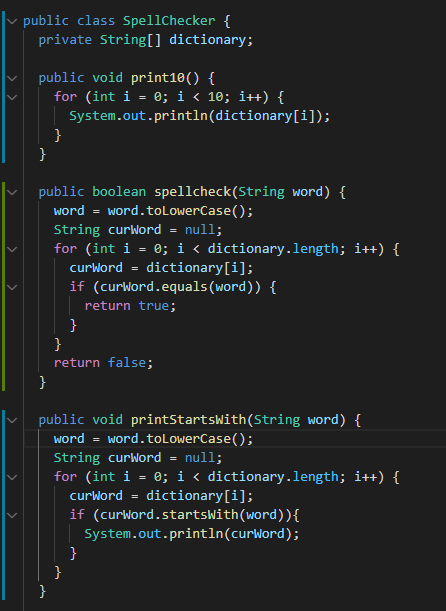 public class SpellChecker {
  private String[] dictionary;

  public void print10() {
    for (int i = 0; i < 10; i++) {
      System.out.println(dictionary[i]);
    }
  }

  public boolean spellcheck(String word) {
    word = word.toLowerCase();
    String curWord = null;
    for (int i = 0; i < dictionary.length; i++) {
      curWord = dictionary[i];
      if (curWord.equals(word)) {
        return true;
      }
    }
    return false;
  }

  public void printStartsWith(String word) {
    word = word.toLowerCase();
    String curWord = null;
    for (int i = 0; i < dictionary.length; i++) {
      curWord = dictionary[i];
      if (curWord.startsWith(word)){
        System.out.println(curWord);
      }
    }
  }